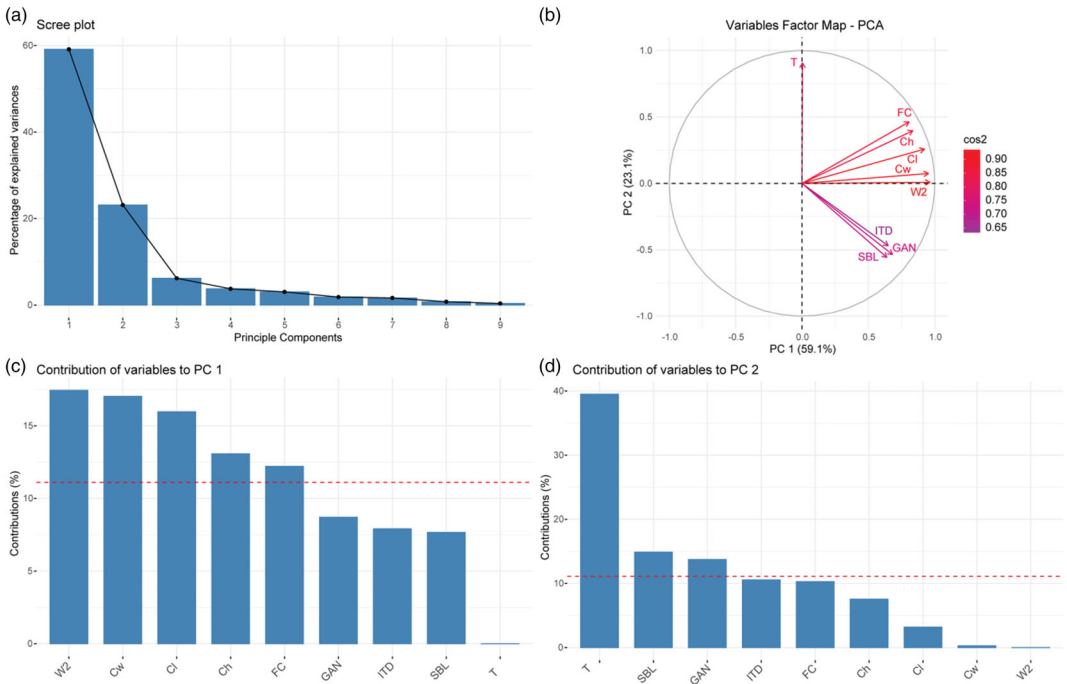 (a)
Scree plot
Percentage of explained variances
60
40
20
0
1 2 3 4 5 6 7 8 9
Principle Components
(b)
Variables Factor Map - PCA
PC 2 (23.1%)
1.0
0.5
0.0
-0.5
-1.0
T
FC
Ch
Cl
Cw
W2
ITD
GAN
SBL
-1.0 -0.5 0.0 0.5 1.0
PC 1 (59.1%)
cos2
0.90
0.85
0.80
0.75
0.70
0.65
(c)
Contribution of variables to PC 1
Contributions (%)
15
10
5
0
W2 Cw Cl Ch FC GAN ITD SBL T
(d)
Contribution of variables to PC 2
Contributions (%)
40
30
20
10
0
T SBL GAN ITD FC Ch Cl Cw W2